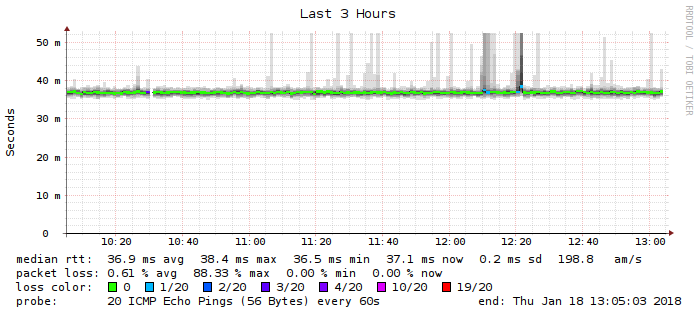 Last 3 Hours
RRDTOOL / TOBI OETIKER
Seconds
50 m
40 m
30 m
20 m
10 m
0
10:20 10:40 11:00 11:20 11:40 12:00 12:20 12:40 13:00
median rtt: 36.9 ms avg 38.4 ms max 36.5 ms min 37.1 ms now 0.2 ms sd 198.8 am/s
packet loss: 0.61 % avg 88.33 % max 0.00 % min 0.00 % now
loss color: 0 1/20 2/20 3/20 4/20 10/20 19/20
probe: 20 ICMP Echo Pings (56 Bytes) every 60s end: Thu Jan 18 13:05:03 2018